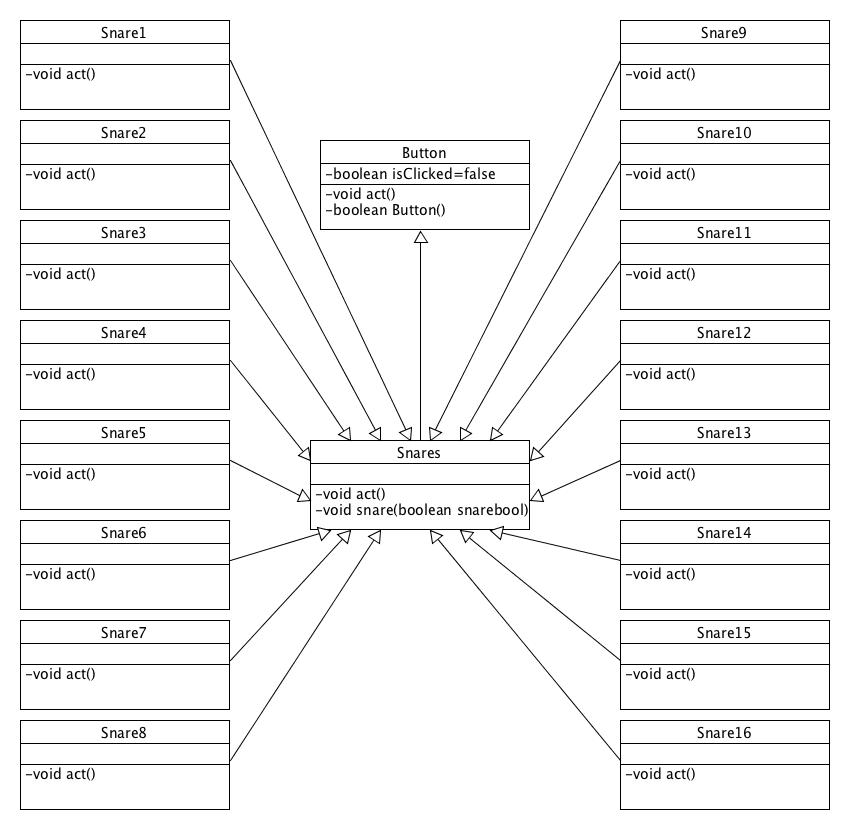 Snare1
–void act()
Snare2
–void act()
Snare3
–void act()
Snare4
–void act()
Snare5
–void act()
Snare6
–void act()
Snare7
–void act()
Snare8
–void act()
Button
–boolean isClicked=false
–void act()
–boolean Button()
Snares
–void act()
–void snare(boolean snarebool)
Snare9
–void act()
Snare10
–void act()
Snare11
–void act()
Snare12
–void act()
Snare13
–void act()
Snare14
–void act()
Snare15
–void act()
Snare16
–void act()